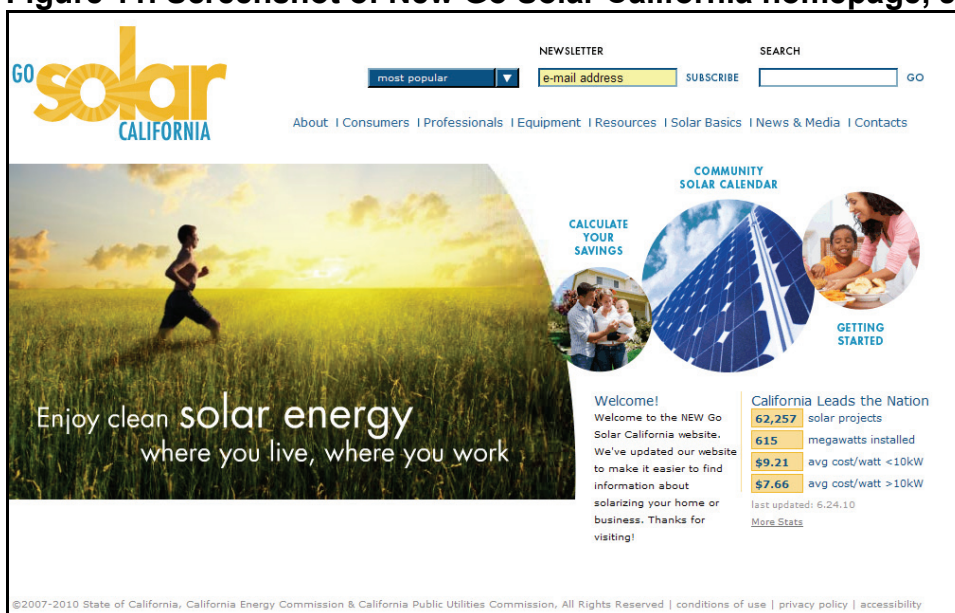 Figure 11: Screenshot of New Go Solar California homepage,
GO solar CALIFORNIA
NEWSLETTER
SEARCH
most popular
e-mail address
SUBSCRIBE
GO
About | Consumers | Professionals | Equipment | Resources | Solar Basics | News & Media | Contacts
COMMUNITY
SOLAR CALENDAR
CALCULATE
YOUR
SAVINGS
GETTING
STARTED
Enjoy clean solar energy
where you live, where you work
Welcome!
Welcome to the NEW Go
Solar California website.
We've updated our website
to make it easier to find
information about
solarizing your home or
business. Thanks for
visiting!
California Leads the Nation
62,257 solar projects
615 megawatts installed
$9.21 avg cost/watt <10kW
$7.66 avg cost/watt >10kW
last updated: 6.24.10
More Stats
©2007-2010 State of California, California Energy Commission & California Public Utilities Commission, All Rights Reserved | conditions of use | privacy policy | accessibility